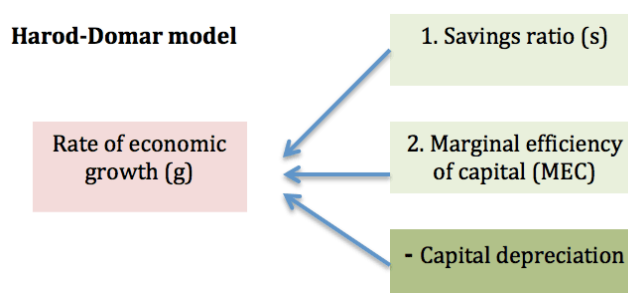 Harod-Domar model
1. Savings ratio (s)
Rate of economic
growth (g)
2. Marginal efficiency
of capital (MEC)
- Capital depreciation